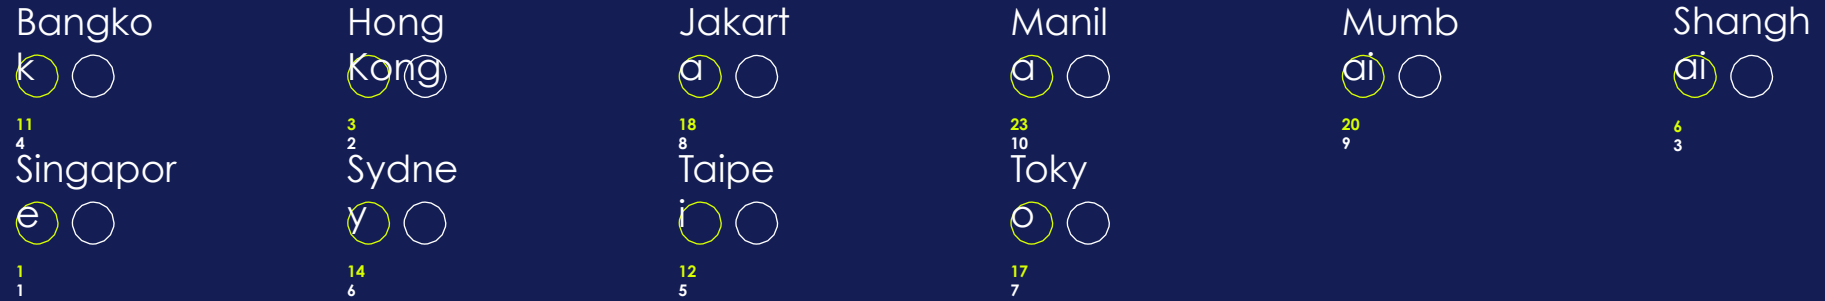 Bangko
k
11
4
Hong
Kong
3
2
Jakart
a
18
8
Manil
a
23
10
Mumb
ai
20
9
Shangh
ai
6
3
Singapor
e
1
1
Sydne
y
14
6
Taipe
i
12
5
Toky
o
17
7